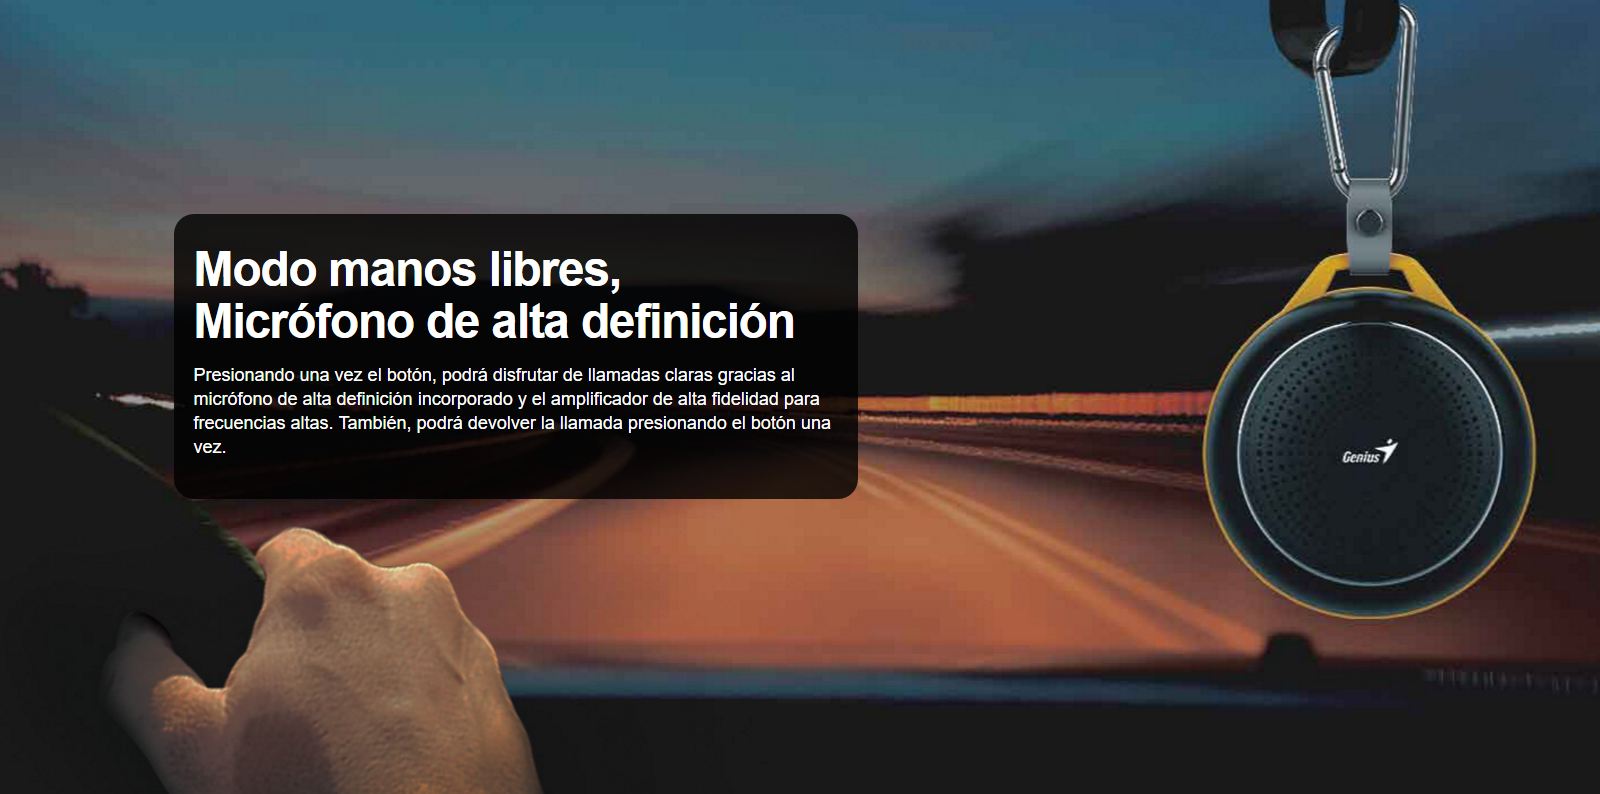 Modo manos libres,
Micrófono de alta definición
Presionando una vez el botón, podrá disfrutar de llamadas claras gracias al
micrófono de alta definición incorporado y el amplificador de alta fidelidad para
frecuencias altas. También, podrá devolver la llamada presionando el botón una
vez.
Genius